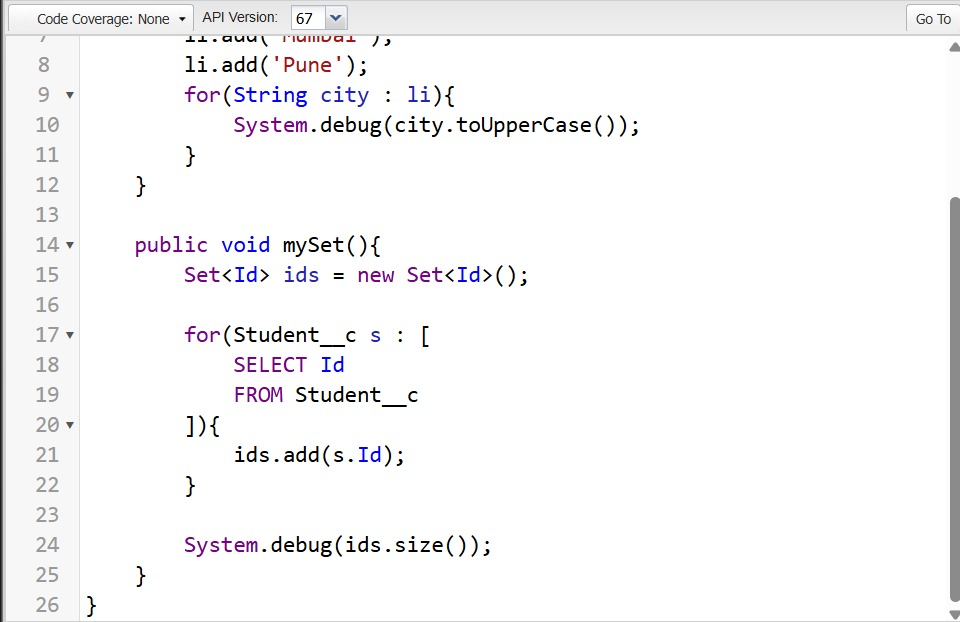 Code Coverage: None API Version: 67 Go To
7 li.add('Mumbai');
8 li.add('Pune');
9 for(String city : li){
10 System.debug(city.toUpperCase());
11 }
12 }
13
14 public void mySet(){
15 Set<Id> ids = new Set<Id>();
16
17 for(Student__c s : [
18 SELECT Id
19 FROM Student__c
20 ]){
21 ids.add(s.Id);
22 }
23
24 System.debug(ids.size());
25 }
26 }